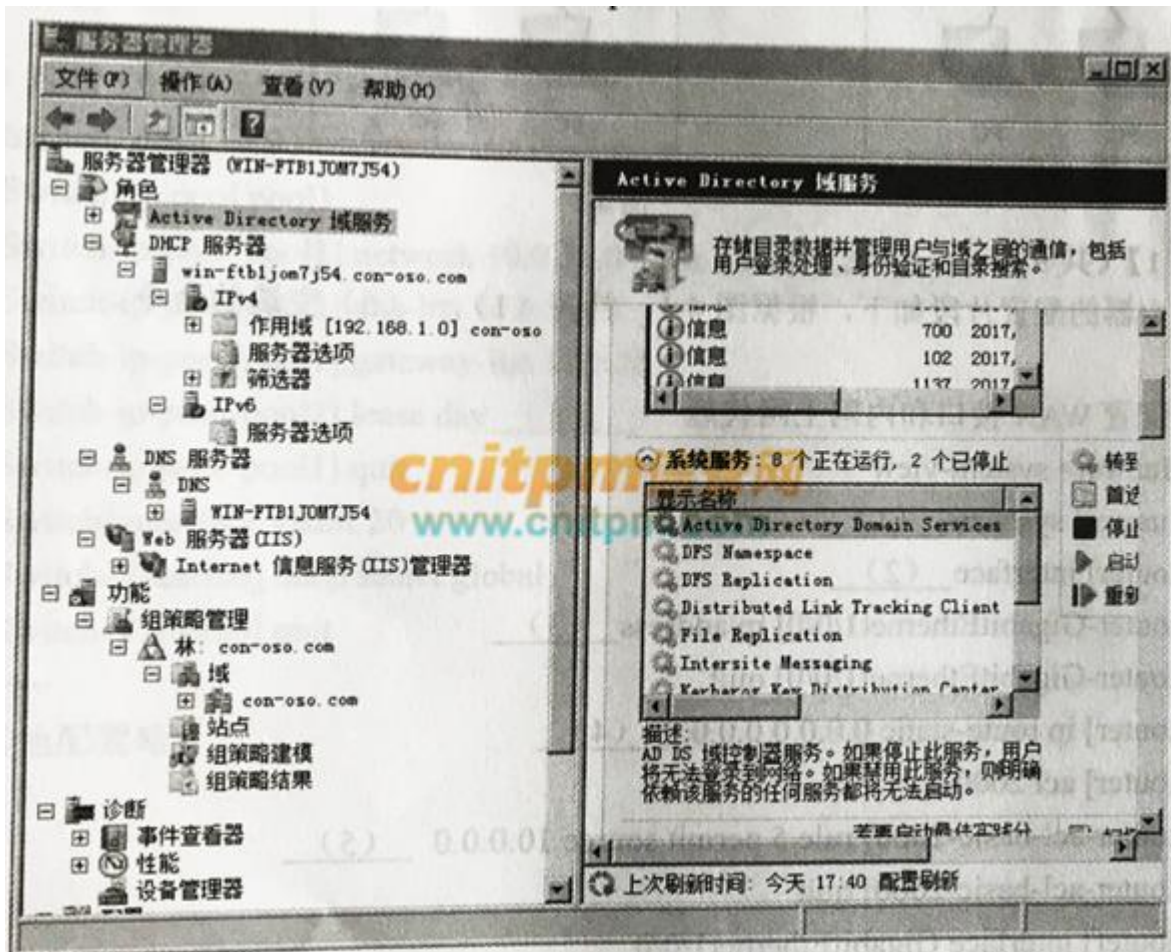 服务器管理器
文件(F) 操作(A) 查看(V) 帮助(H)
服务器管理器 (WIN-FTB1JOM7J54)
角色
Active Directory 域服务
DHCP 服务器
win-ftb1jom7j54.con-oso.com
IPv4
作用域 [192.168.1.0] con-oso
服务器选项
筛选器
IPv6
服务器选项
DNS 服务器
DNS
WIN-FTB1JOM7J54
Web 服务器(IIS)
Internet 信息服务(IIS)管理器
功能
组策略管理
林: con-oso.com
域
con-oso.com
站点
组策略建模
组策略结果
诊断
事件查看器
性能
设备管理器
Active Directory 域服务
存储目录数据并管理用户与域之间的通信,包括
用户登录处理、身份验证和目录搜索。
信息 700 2017,
信息 102 2017,
信息 1137 2017
系统服务: 8 个正在运行, 2 个已停止
显示名称
Active Directory Domain Services
DFS Namespace
DFS Replication
Distributed Link Tracking Client
File Replication
Intersite Messaging
Kerberos Key Distribution Center
转至
停止
启动
描述:
AD DS 域控制器服务。如果停止此服务,用户
将无法登录到网络。如果禁用此服务,则明确
依赖该服务的任何服务都将无法启动。
上次刷新时间: 今天 17:40 配置刷新
cnitpm
www.cnitpm